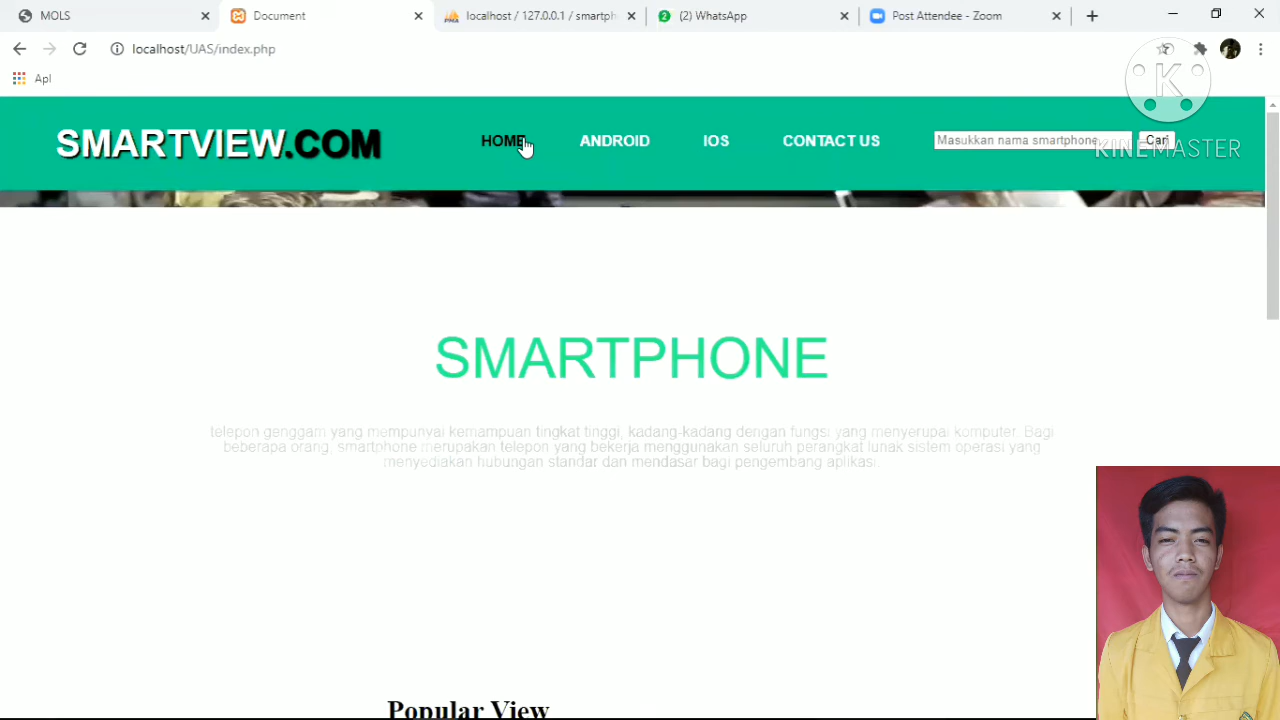 MOLS
Document
localhost / 127.0.0.1 / smartph
(2) WhatsApp
Post Attendee - Zoom
localhost/UAS/index.php
Apl
K
SMARTVIEW.COM
HOME
ANDROID
IOS
CONTACT US
Masukkan nama smartphone..
Cari
KINEMASTER
SMARTPHONE
telepon genggam yang mempunyai kemampuan tingkat tinggi, kadang-kadang dengan fungsi yang menyerupai komputer. Bagi
beberapa orang, smartphone merupakan telepon yang bekerja menggunakan seluruh perangkat lunak sistem operasi yang
menyediakan hubungan standar dan mendasar bagi pengembang aplikasi.
Popular View